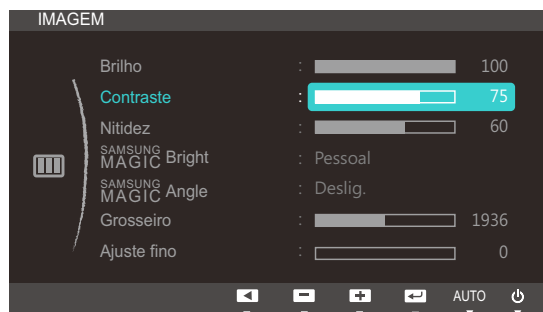 IMAGEM
Brilho : 100
Contraste : 75
Nitidez : 60
SAMSUNG MAGIC Bright : Pessoal
SAMSUNG MAGIC Angle : Deslig.
Grosseiro : 1936
Ajuste fino : 0
AUTO